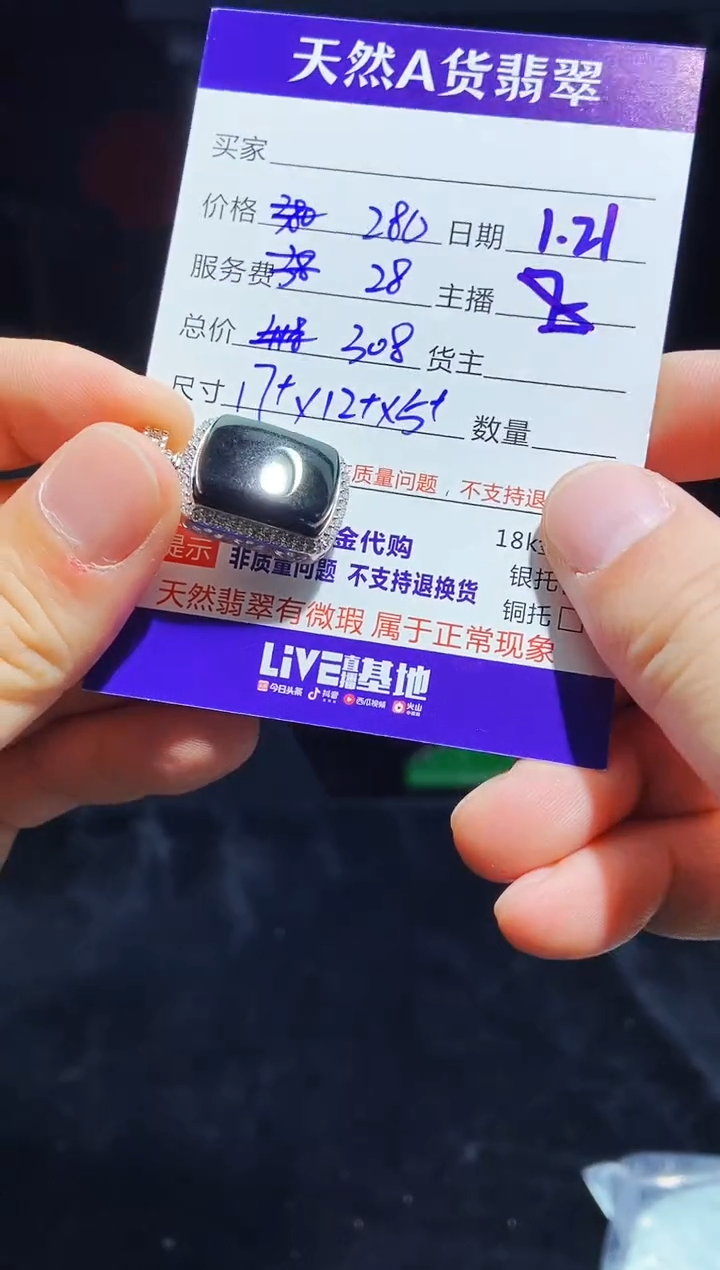 天然A货翡翠
买家
价格 280 日期 1.21
服务费 28 主播
总价 308 货主
尺寸 17+x12+x5+ 数量
质量问题，不支持退
提示 金代购 18k
非质量问题 不支持退换货 银托
铜托
天然翡翠有微瑕 属于正常现象
LiVE直播基地
今日头条 抖音 西瓜视频 火山